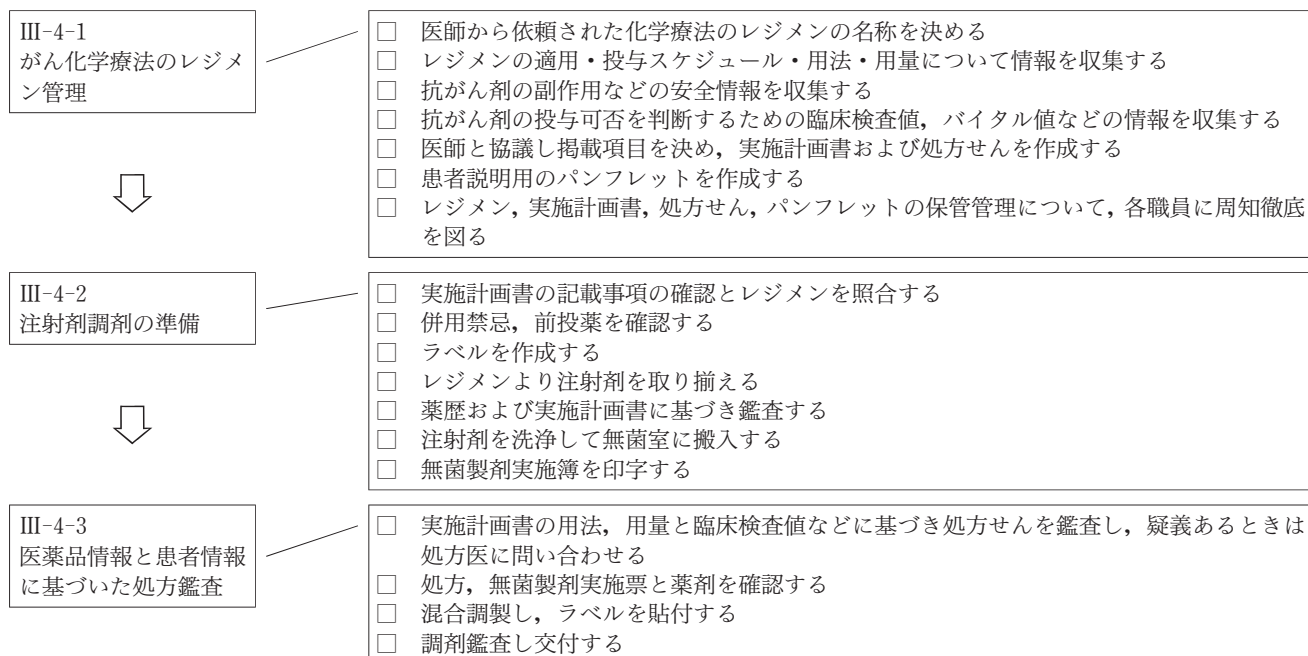 Ⅲ-4-1
がん化学療法のレジメ
ン管理
□ 医師から依頼された化学療法のレジメンの名称を決める
□ レジメンの適用・投与スケジュール・用法・用量について情報を収集する
□ 抗がん剤の副作用などの安全情報を収集する
□ 抗がん剤の投与可否を判断するための臨床検査値，バイタル値などの情報を収集する
□ 医師と協議し掲載項目を決め，実施計画書および処方せんを作成する
□ 患者説明用のパンフレットを作成する
□ レジメン，実施計画書，処方せん，パンフレットの保管管理について，各職員に周知徹底
を図る
Ⅲ-4-2
注射剤調剤の準備
□ 実施計画書の記載事項の確認とレジメンを照合する
□ 併用禁忌，前投薬を確認する
□ ラベルを作成する
□ レジメンより注射剤を取り揃える
□ 薬歴および実施計画書に基づき鑑査する
□ 注射剤を洗浄して無菌室に搬入する
□ 無菌製剤実施簿を印字する
Ⅲ-4-3
医薬品情報と患者情報
に基づいた処方鑑査
□ 実施計画書の用法，用量と臨床検査値などに基づき処方せんを鑑査し，疑義あるときは
処方医に問い合わせる
□ 処方，無菌製剤実施票と薬剤を確認する
□ 混合調製し，ラベルを貼付する
□ 調剤鑑査し交付する